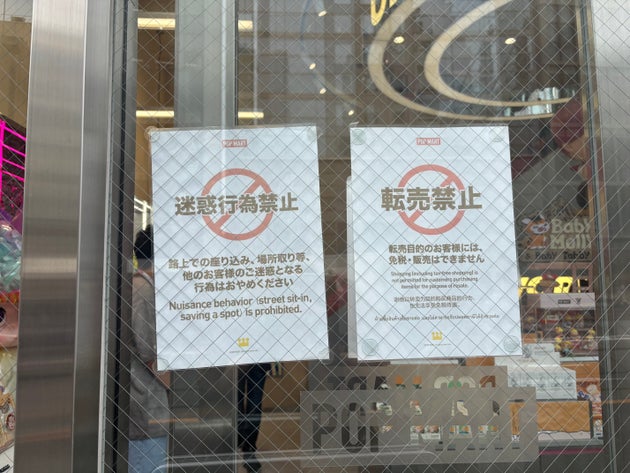 POP MART
迷惑行為禁止
路上での座り込み、場所取り等、
他のお客様のご迷惑となる
行為はおやめください
Nuisance behavior (street sit-in,
saving a spot) is prohibited.
POP MART
転売禁止
転売目的のお客様には、
免税・販売はできません
Shopping (including tax-free shopping) is
not permitted for customers purchasing
items for the purpose of resale.
Baby
Molly
POP MART